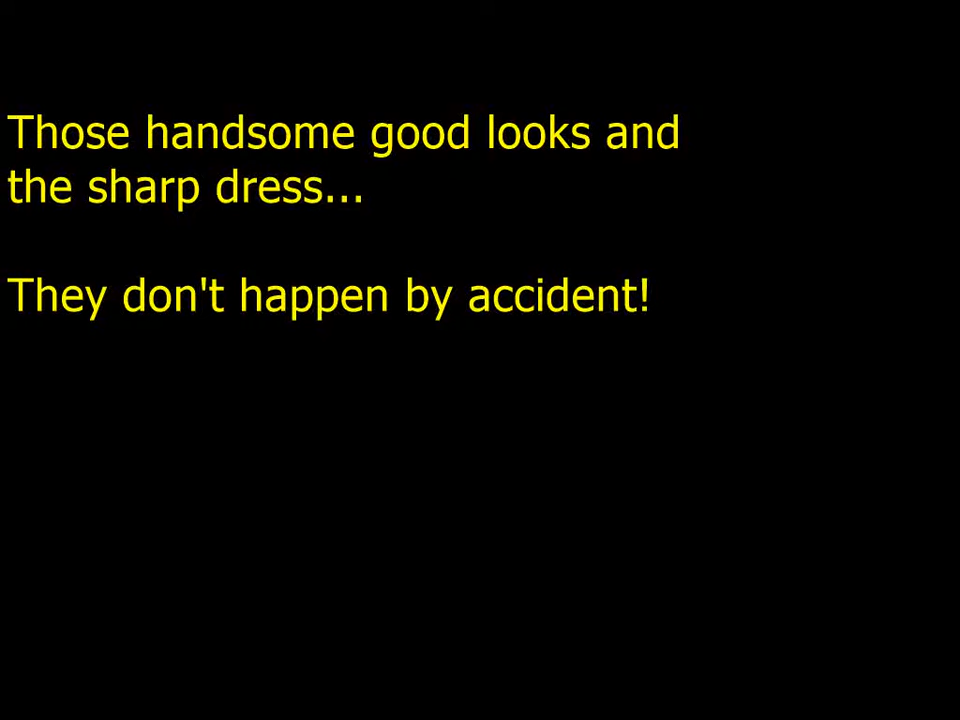 Those handsome good looks and
the sharp dress...
They don't happen by accident!